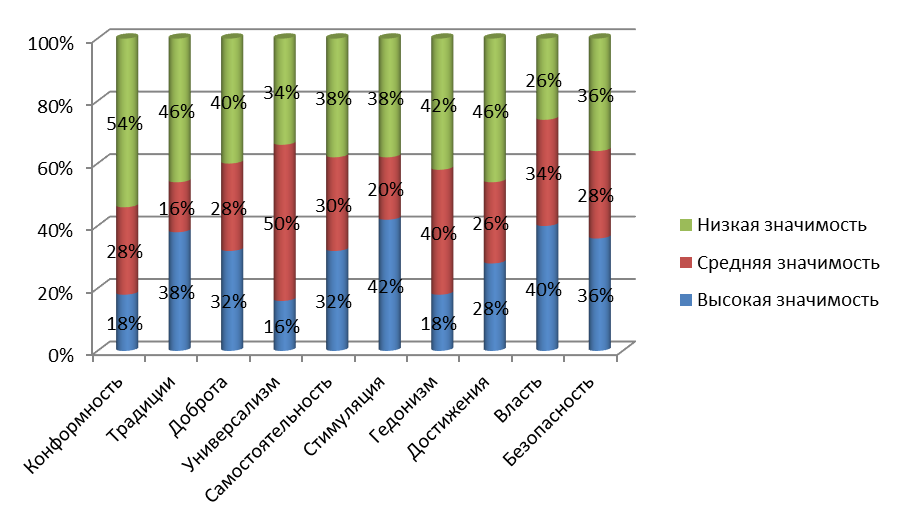 100%
80%
60%
40%
20%
0%
54% 46% 40% 34% 38% 38% 42% 46% 26% 36%
28% 16% 28% 50% 30% 20% 40% 26% 34% 28%
18% 38% 32% 16% 32% 42% 18% 28% 40% 36%
Конформность
Традиции
Доброта
Универсализм
Самостоятельность
Стимуляция
Гедонизм
Достижения
Власть
Безопасность
Низкая значимость
Средняя значимость
Высокая значимость